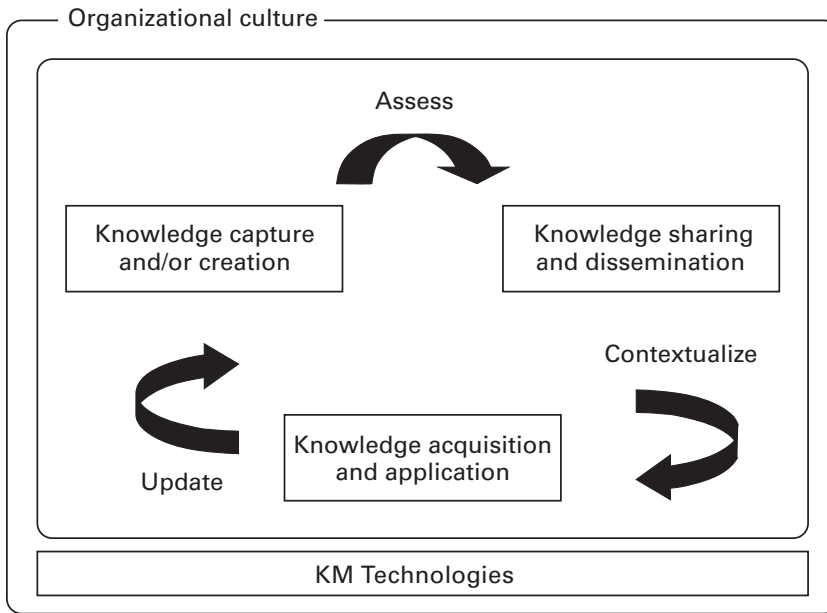 Organizational culture
Assess
Knowledge capture
and/or creation
Knowledge sharing
and dissemination
Contextualize
Knowledge acquisition
and application
Update
KM Technologies